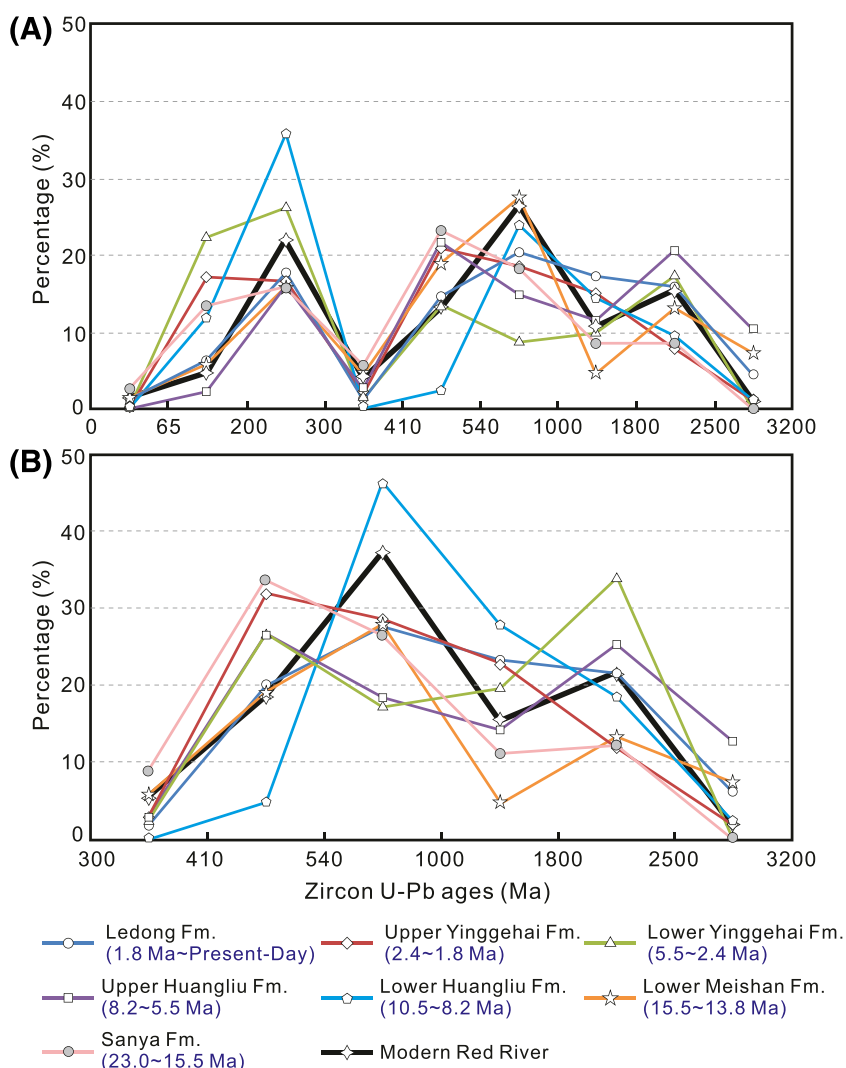 (A)
50
40
30
20
10
0
Percentage (%)
0 65 200 300 410 540 1000 1800 2500 3200
(B)
50
40
30
20
10
0
Percentage (%)
300 410 540 1000 1800 2500 3200
Zircon U-Pb ages (Ma)
Ledong Fm. Upper Yinggehai Fm. Lower Yinggehai Fm.
(1.8 Ma~Present-Day) (2.4~1.8 Ma) (5.5~2.4 Ma)
Upper Huangliu Fm. Lower Huangliu Fm. Lower Meishan Fm.
(8.2~5.5 Ma) (10.5~8.2 Ma) (15.5~13.8 Ma)
Sanya Fm. Modern Red River
(23.0~15.5 Ma)